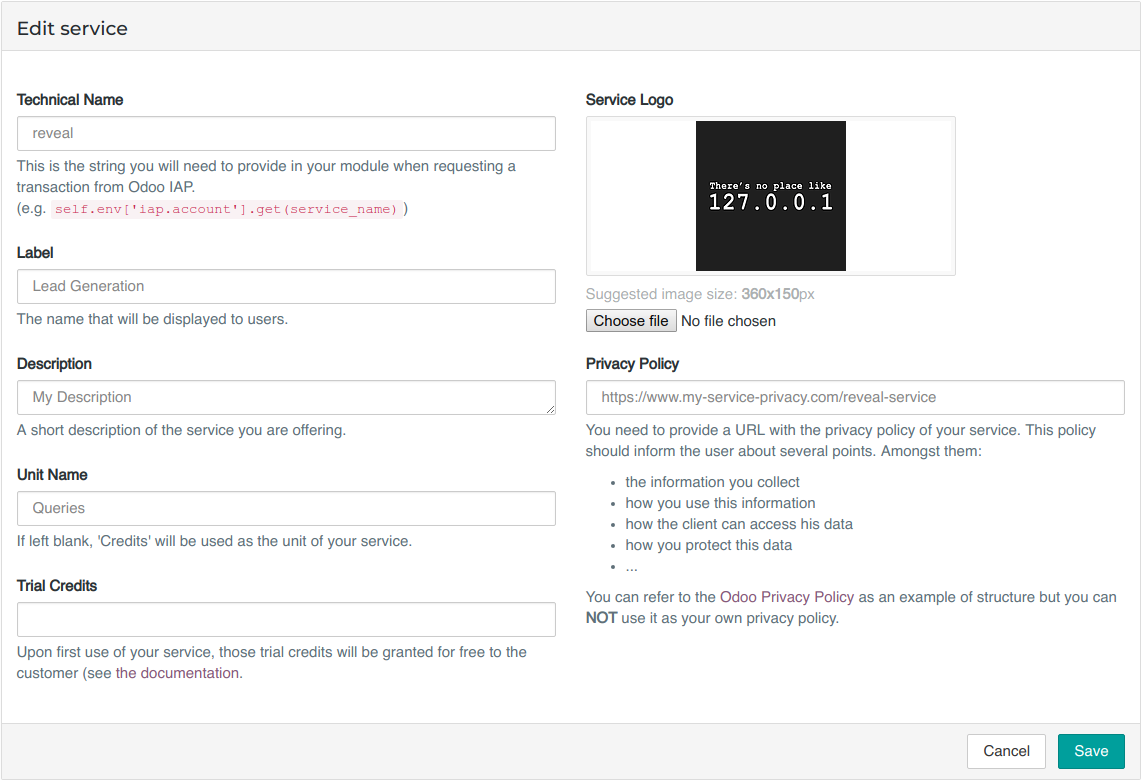 Edit service
Technical Name
reveal
This is the string you will need to provide in your module when requesting a
transaction from Odoo IAP.
(e.g. self.env['iap.account'].get(service_name) )
Label
Lead Generation
The name that will be displayed to users.
Description
My Description
A short description of the service you are offering.
Unit Name
Queries
If left blank, 'Credits' will be used as the unit of your service.
Trial Credits
Upon first use of your service, those trial credits will be granted for free to the
customer (see the documentation.
Service Logo
There's no place like
127.0.0.1
Suggested image size: 360x150px
Choose file No file chosen
Privacy Policy
https://www.my-service-privacy.com/reveal-service
You need to provide a URL with the privacy policy of your service. This policy
should inform the user about several points. Amongst them:
• the information you collect
• how you use this information
• how the client can access his data
• how you protect this data
• ...
You can refer to the Odoo Privacy Policy as an example of structure but you can
NOT use it as your own privacy policy.
Cancel Save